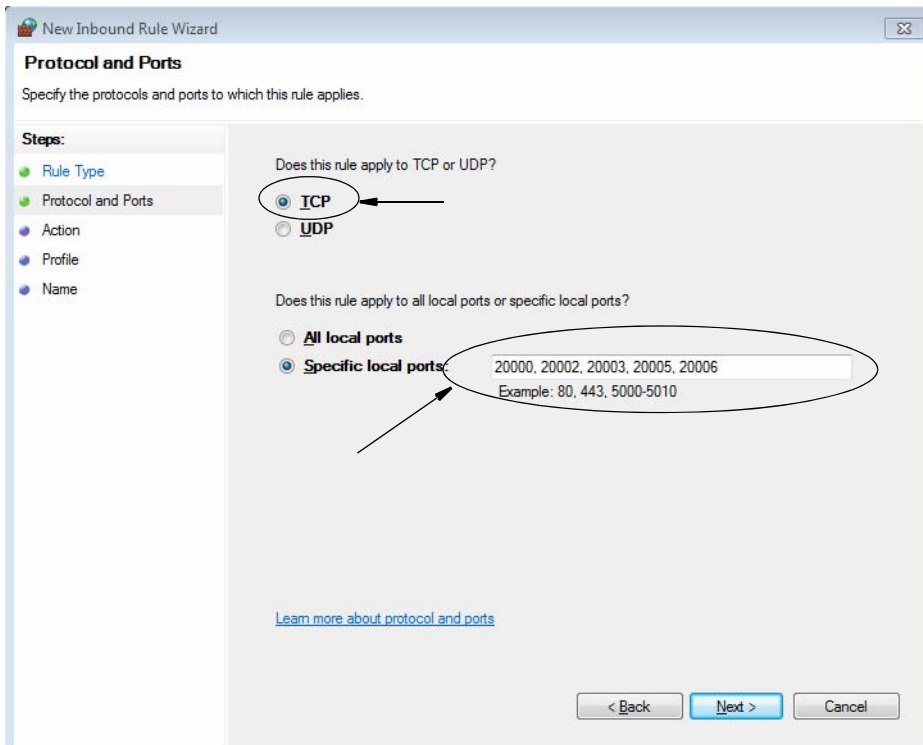 New Inbound Rule Wizard
Protocol and Ports
Specify the protocols and ports to which this rule applies.
Steps:
Rule Type
Protocol and Ports
Action
Profile
Name
Does this rule apply to TCP or UDP?
TCP
UDP
Does this rule apply to all local ports or specific local ports?
All local ports
Specific local ports: 20000, 20002, 20003, 20005, 20006
Example: 80, 443, 5000-5010
Learn more about protocol and ports
< Back Next > Cancel